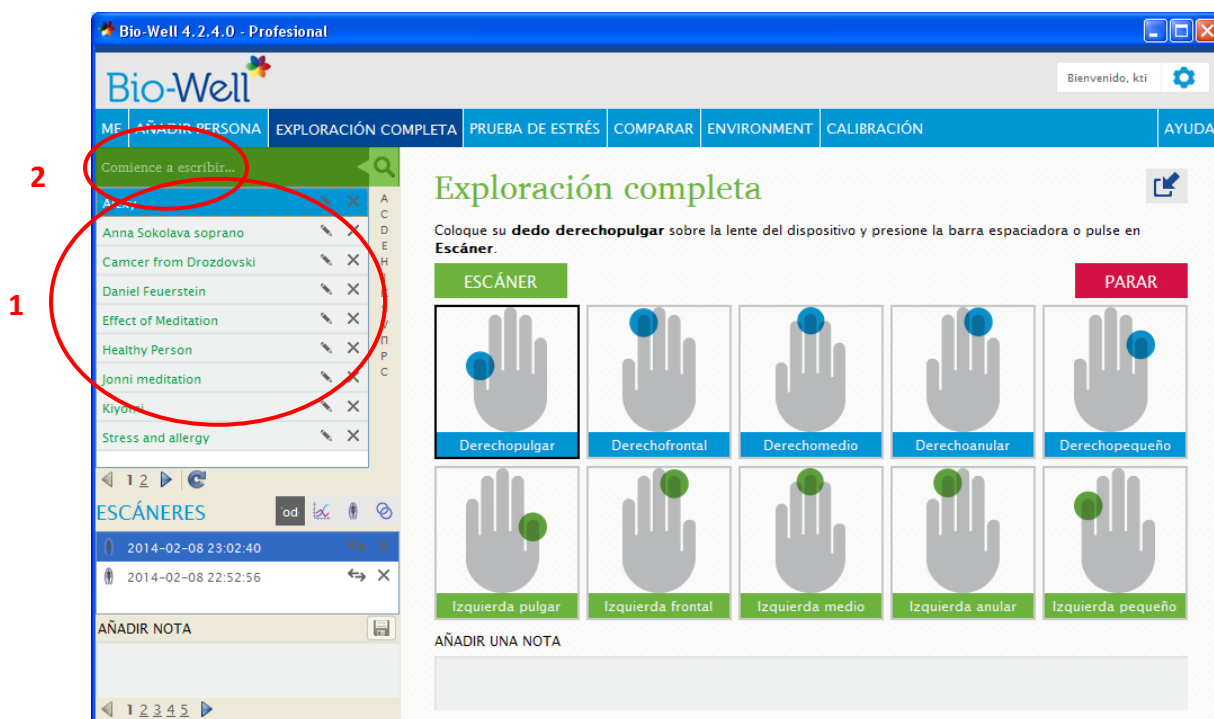 Bio-Well 4.2.4.0 - Profesional
Bio-Well
Bienvenido, kti
ME AÑADIR PERSONA EXPLORACIÓN COMPLETA PRUEBA DE ESTRÉS COMPARAR ENVIRONMENT CALIBRACIÓN AYUDA
2
Comience a escribir...
1
Anna Sokolava soprano
Camcer from Drozdovski
Daniel Feuerstein
Effect of Meditation
Healthy Person
Jonni meditation
Kiyomi
Stress and allergy
A
C
D
E
H
V
П
Р
С
1 2
ESCÁNERES
2014-02-08 23:02:40
2014-02-08 22:52:56
AÑADIR NOTA
1 2 3 4 5
Exploración completa
Coloque su dedo derechopulgar sobre la lente del dispositivo y presione la barra espaciadora o pulse en
Escáner.
ESCÁNER PARAR
Derechopulgar Derechofrontal Derechomedio Derechoanular Derechopequeño
Izquierda pulgar Izquierda frontal Izquierda medio Izquierda anular Izquierda pequeño
AÑADIR UNA NOTA